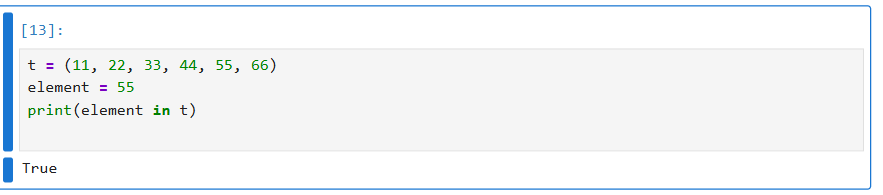 [13]:
t = (11, 22, 33, 44, 55, 66)
element = 55
print(element in t)
True